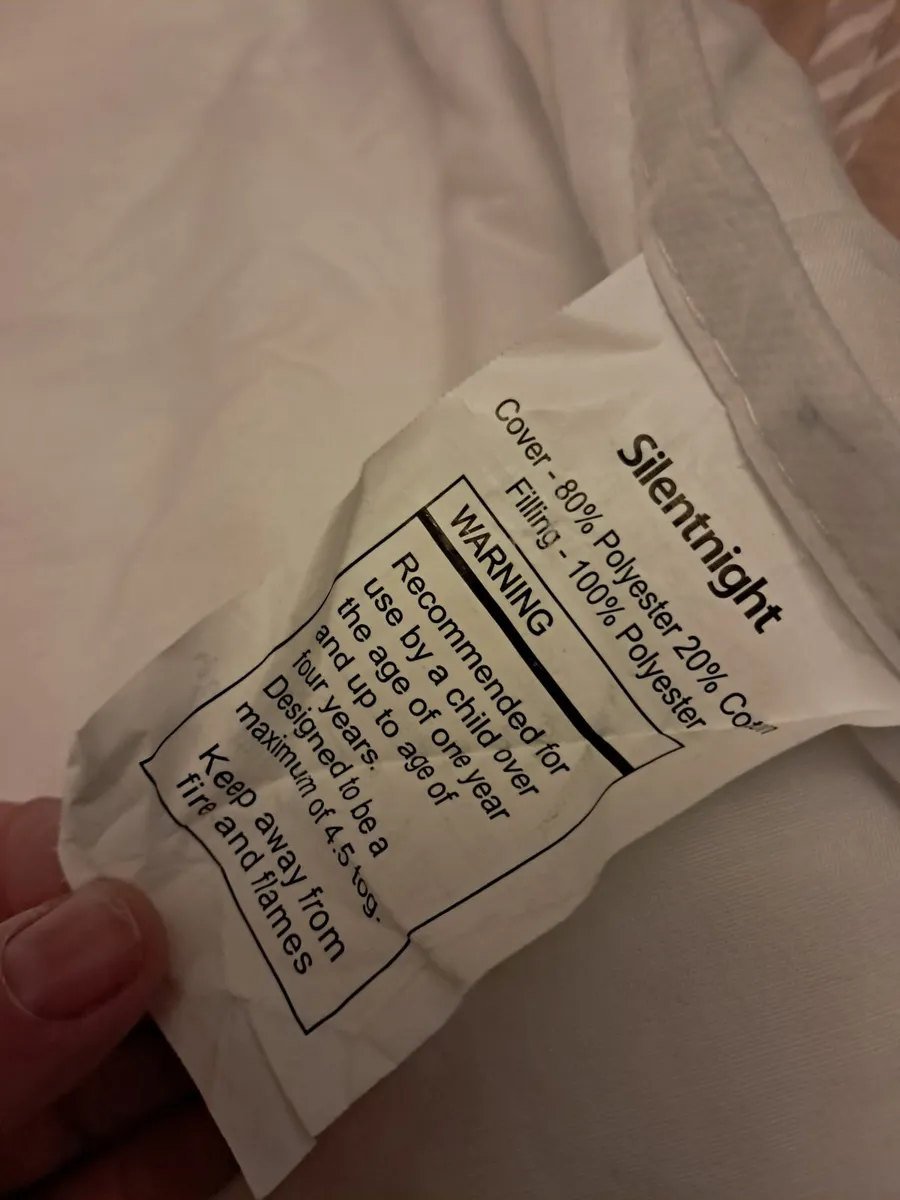 Silentnight
Cover - 80% Polyester 20% Cotton
Filling - 100% Polyester
WARNING
Recommended for
use by a child over
the age of one year
and up to age of
four years.
Designed to be a
maximum of 4.5 tog.
Keep away from
fire and flames